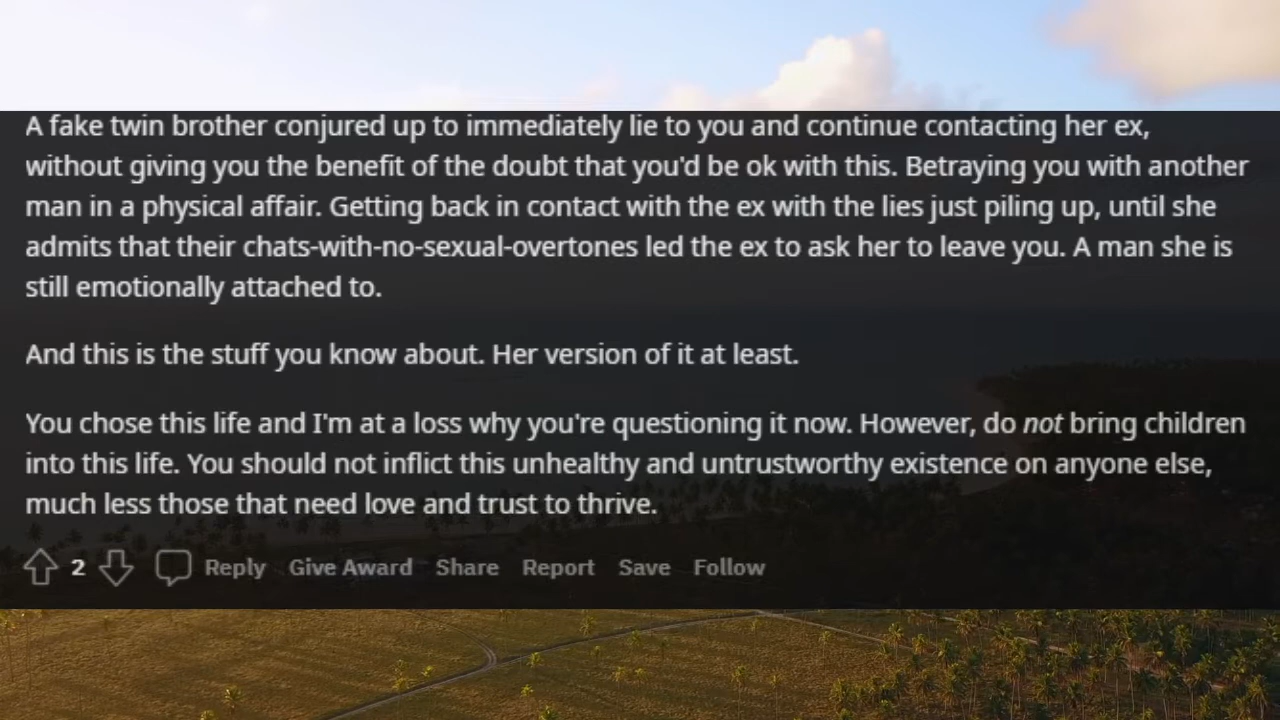 A fake twin brother conjured up to immediately lie to you and continue contacting her ex,
without giving you the benefit of the doubt that you'd be ok with this. Betraying you with another
man in a physical affair. Getting back in contact with the ex with the lies just piling up, until she
admits that their chats-with-no-sexual-overtones led the ex to ask her to leave you. A man she is
still emotionally attached to.
And this is the stuff you know about. Her version of it at least.
You chose this life and I'm at a loss why you're questioning it now. However, do not bring children
into this life. You should not inflict this unhealthy and untrustworthy existence on anyone else,
much less those that need love and trust to thrive.
2 Reply Give Award Share Report Save Follow